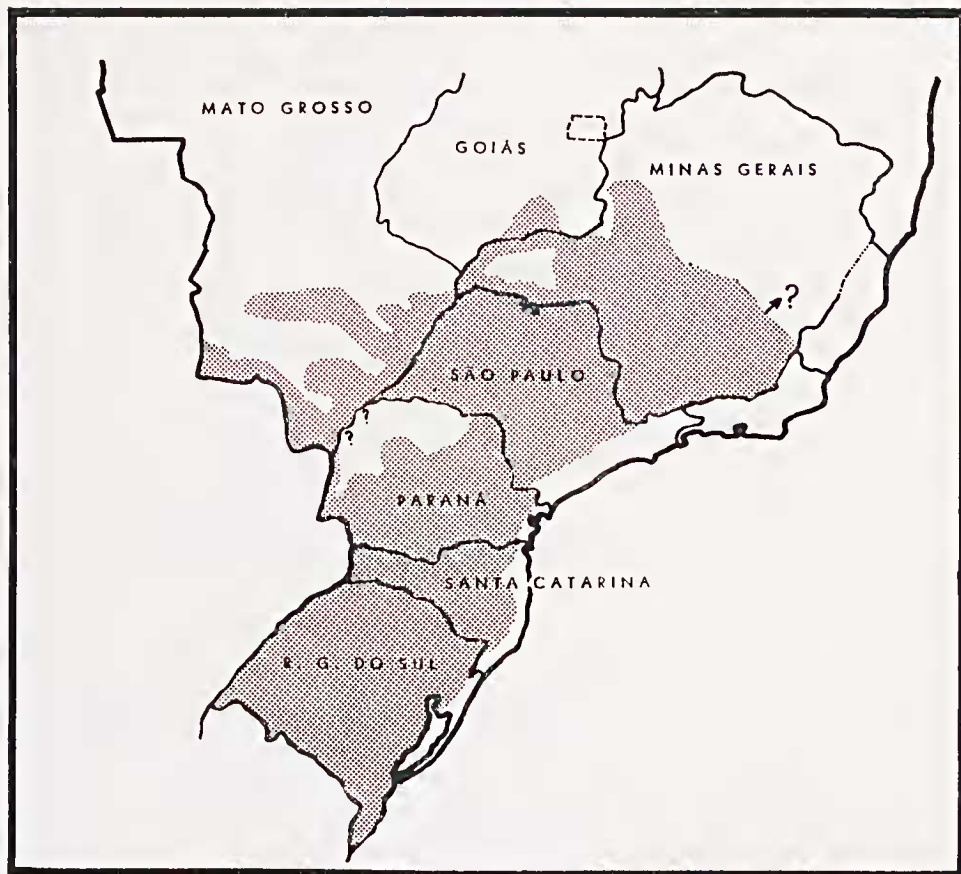 MATO GROSSO
GOIÁS
MINAS GERAIS
?
SÃO PAULO
?
?
PARANÁ
SANTA CATARINA
R. G. DO SUL